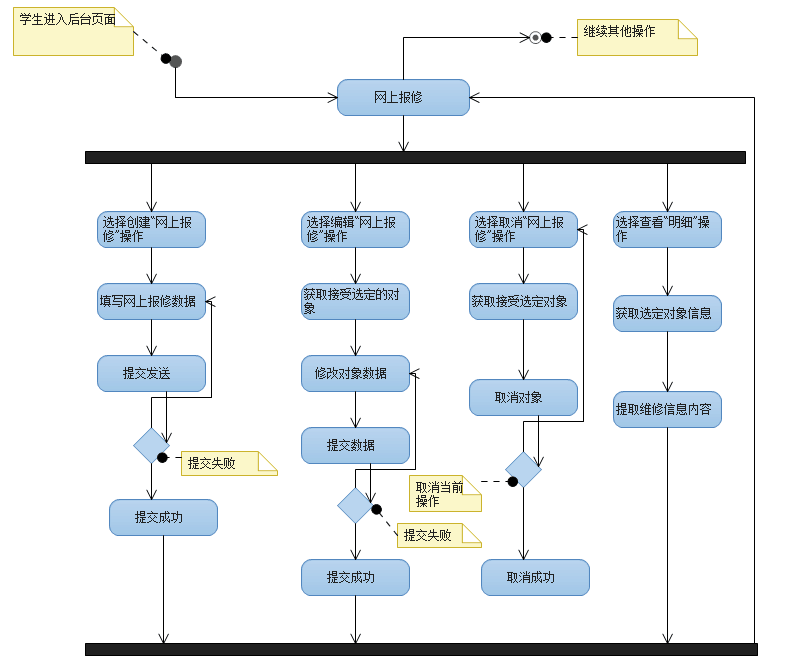 学生进入后台页面
继续其他操作
网上报修
选择创建“网上报
修”操作
选择编辑“网上报
修”操作
选择取消“网上报
修”操作
选择查看“明细”操
作
填写网上报修数据
获取接受选定的对
象
获取接受选定对象
获取选定对象信息
提交发送
修改对象数据
取消对象
提取维修信息内容
提交数据
提交失败
取消当前
操作
提交成功
提交失败
提交成功
取消成功